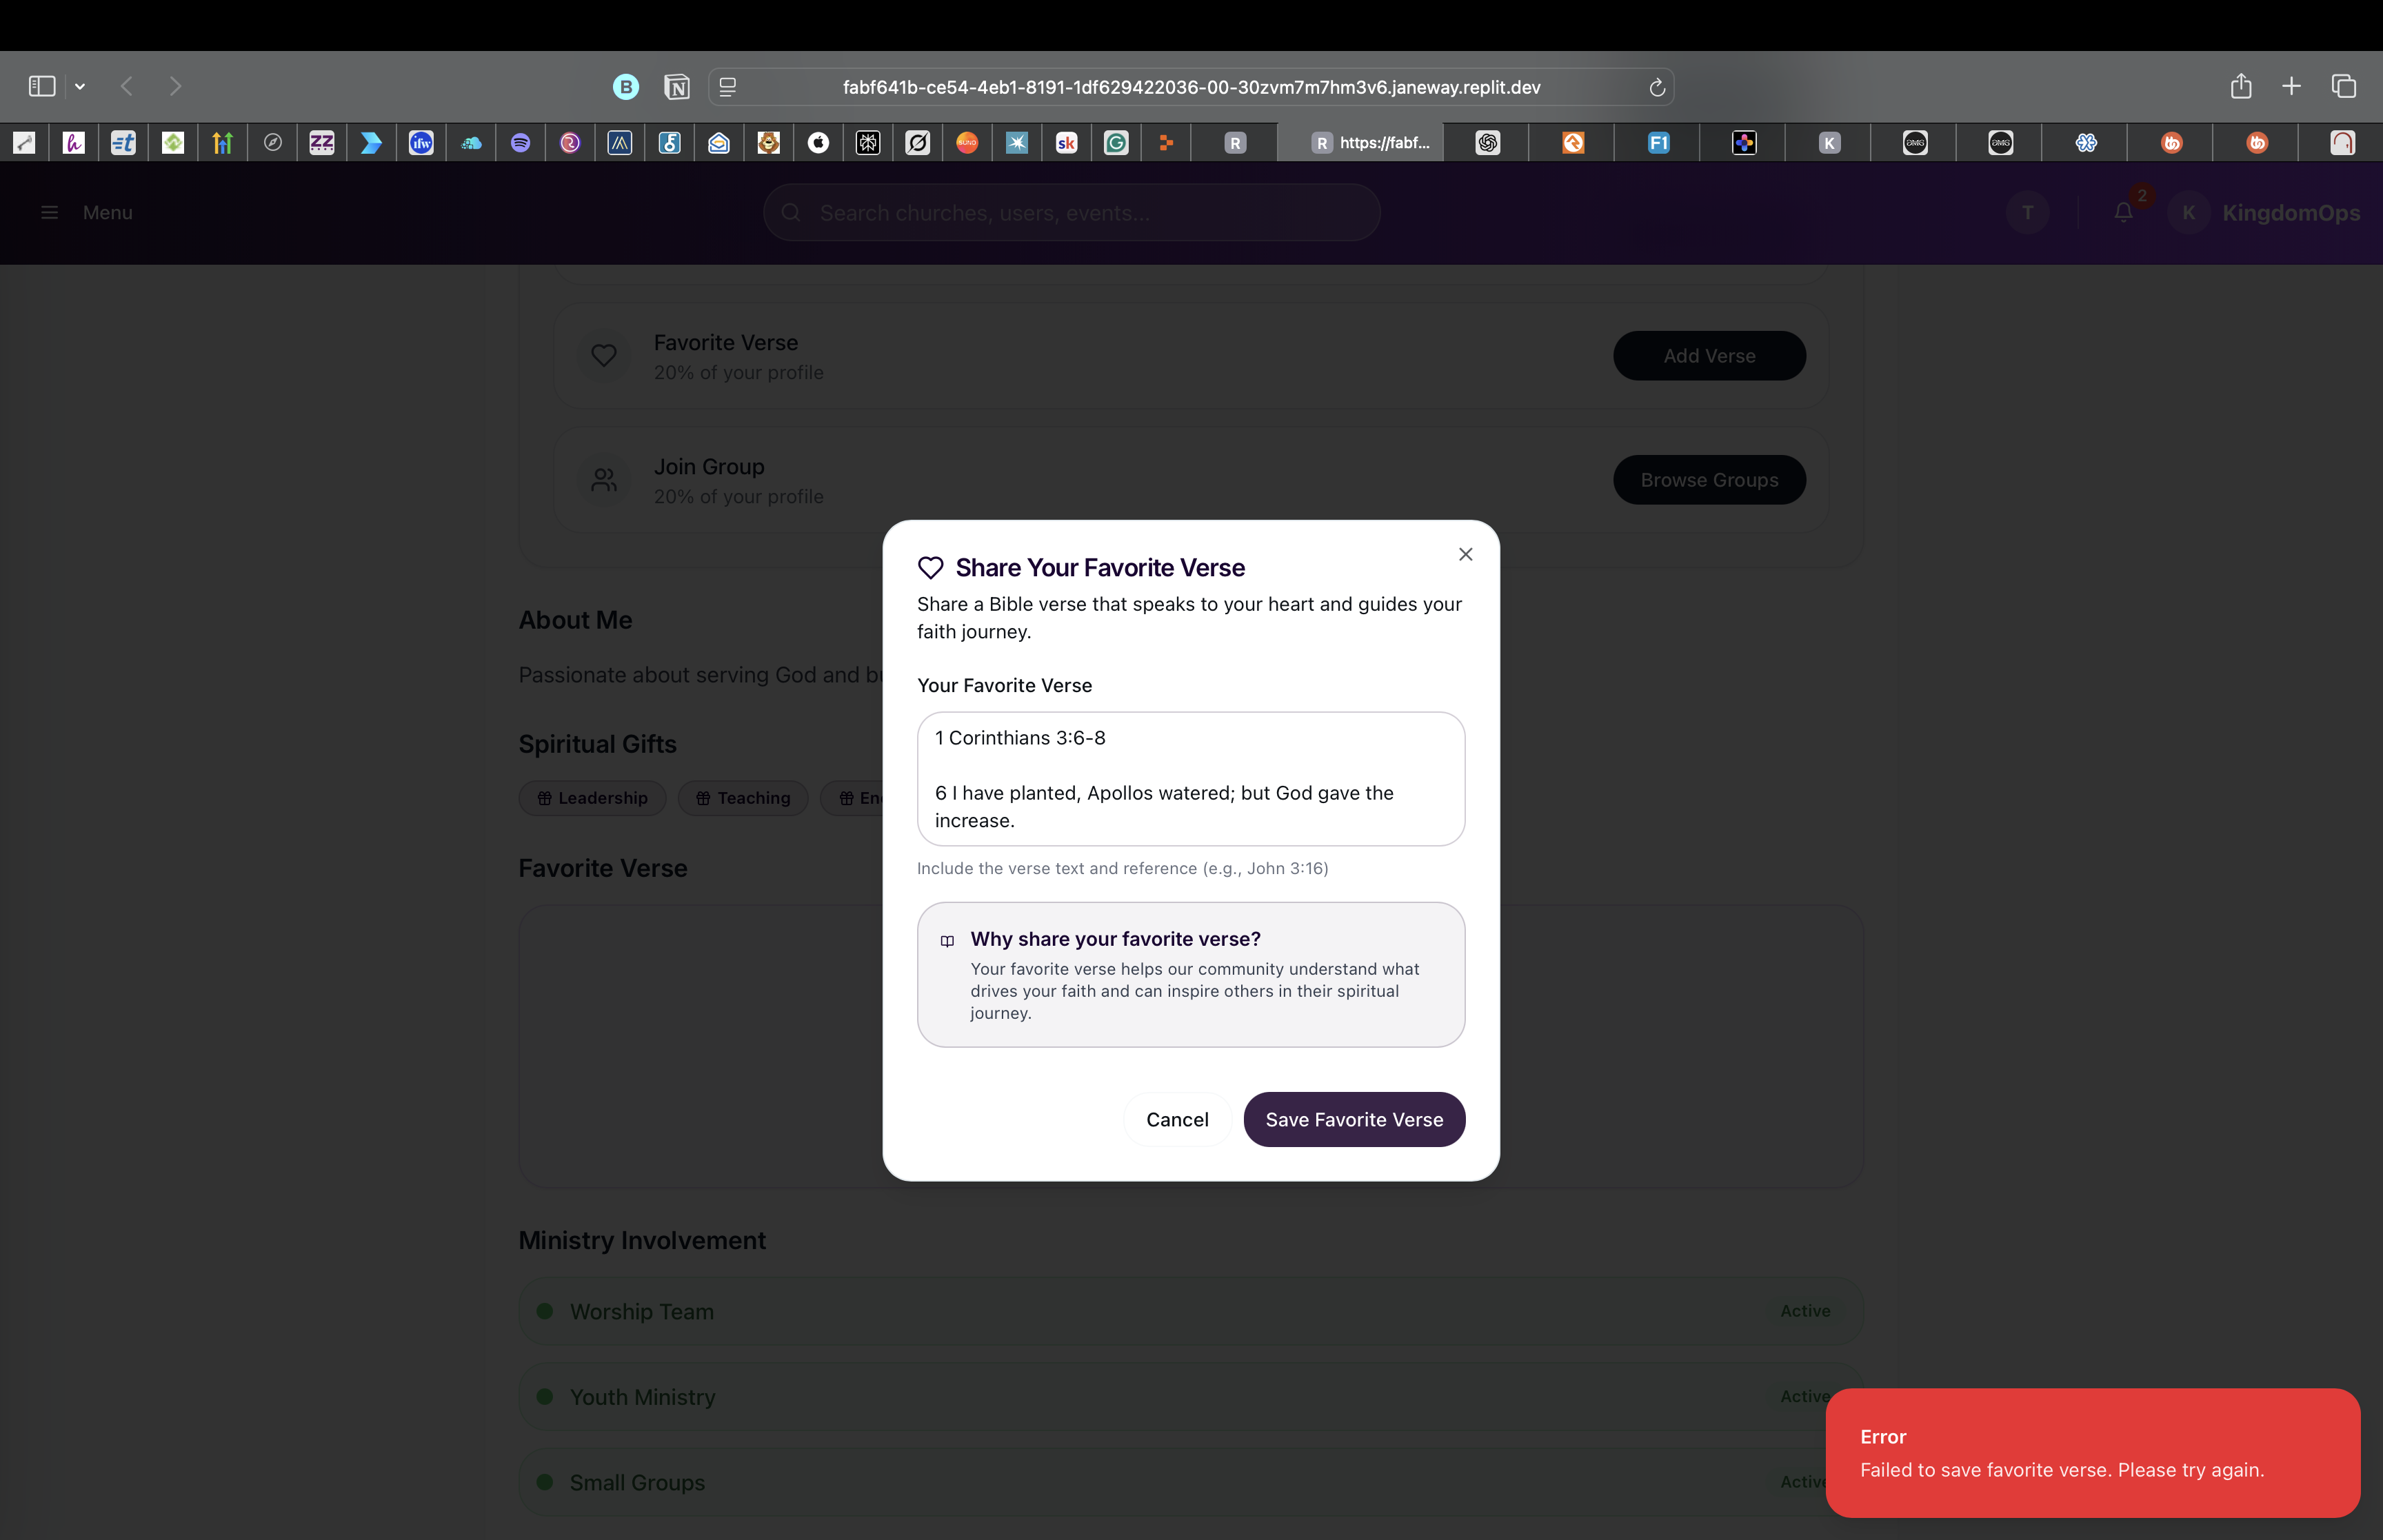 fabf641b-ce54-4eb1-8191-1df629422036-00-30zvm7m7hm3v6.janeway.replit.dev
https://fabf...
Menu
Search churches, users, events...
T
2
K
KingdomOps
Favorite Verse
20% of your profile
Add Verse
Join Group
20% of your profile
Browse Groups
Share Your Favorite Verse
Share a Bible verse that speaks to your heart and guides your
faith journey.
Your Favorite Verse
1 Corinthians 3:6-8
6 I have planted, Apollos watered; but God gave the
increase.
Include the verse text and reference (e.g., John 3:16)
Why share your favorite verse?
Your favorite verse helps our community understand what
drives your faith and can inspire others in their spiritual
journey.
Cancel
Save Favorite Verse
About Me
Passionate about serving God and
Spiritual Gifts
Leadership
Teaching
Favorite Verse
Ministry Involvement
Worship Team
Active
Youth Ministry
Active
Small Groups
Active
Error
Failed to save favorite verse. Please try again.